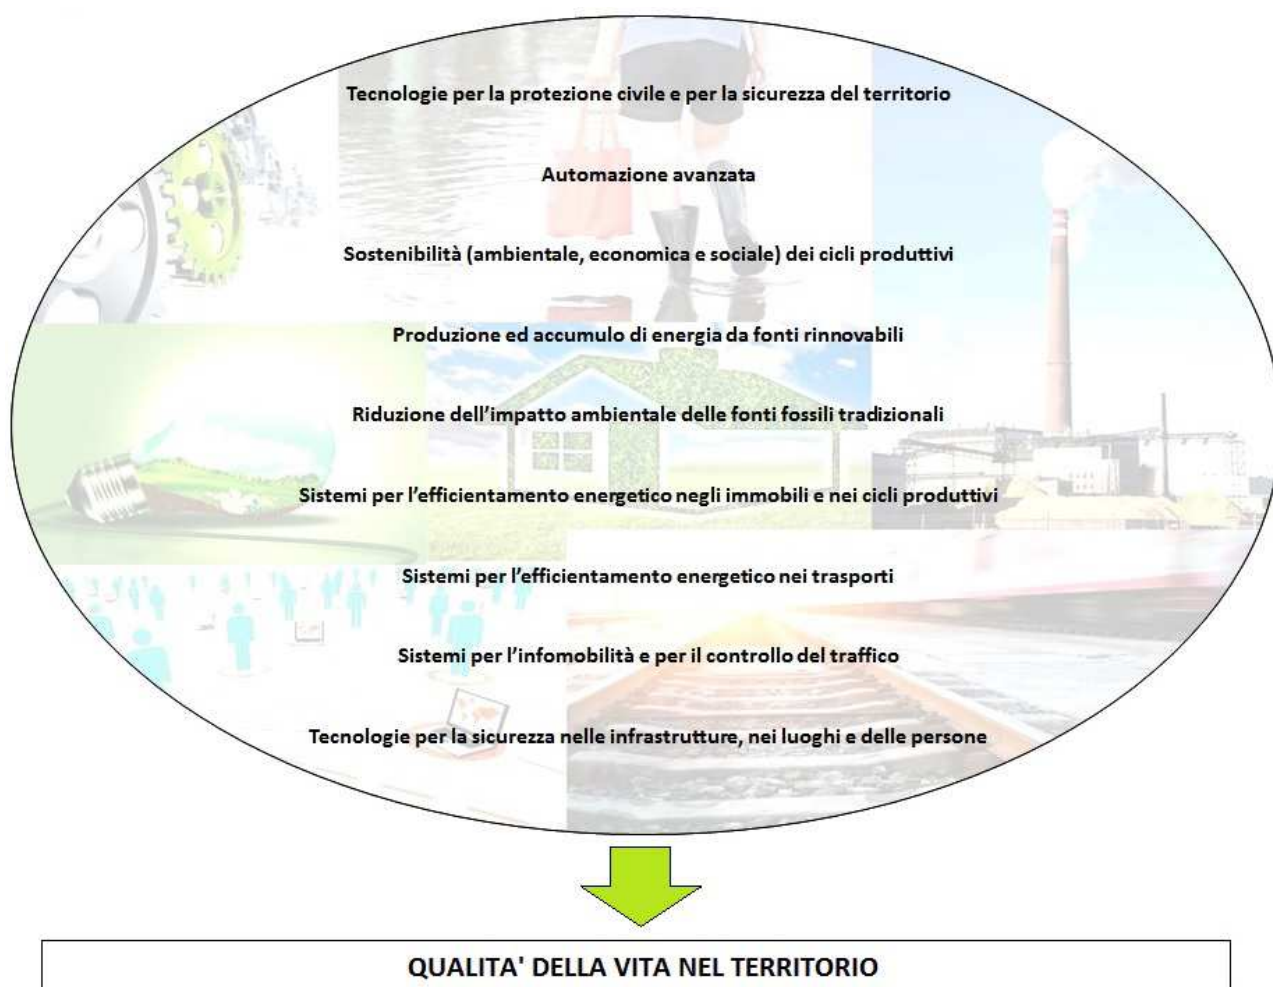 Tecnologie per la protezione civile e per la sicurezza del territorio
Automazione avanzata
Sostenibilità (ambientale, economica e sociale) dei cicli produttivi
Produzione ed accumulo di energia da fonti rinnovabili
Riduzione dell'impatto ambientale delle fonti fossili tradizionali
Sistemi per l'efficientamento energetico negli immobili e nei cicli produttivi
Sistemi per l'efficientamento energetico nei trasporti
Sistemi per l'infomobilità e per il controllo del traffico
Tecnologie per la sicurezza nelle infrastrutture, nei luoghi e delle persone
QUALITA' DELLA VITA NEL TERRITORIO